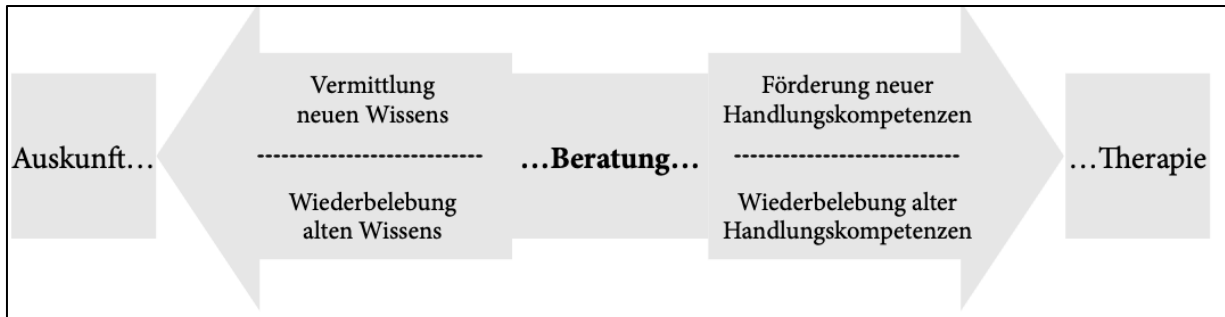 Auskunft…
Vermittlung
neuen Wissens
Wiederbelebung
alten Wissens
…Beratung…
Förderung neuer
Handlungskompetenzen
Wiederbelebung alter
Handlungskompetenzen
…Therapie